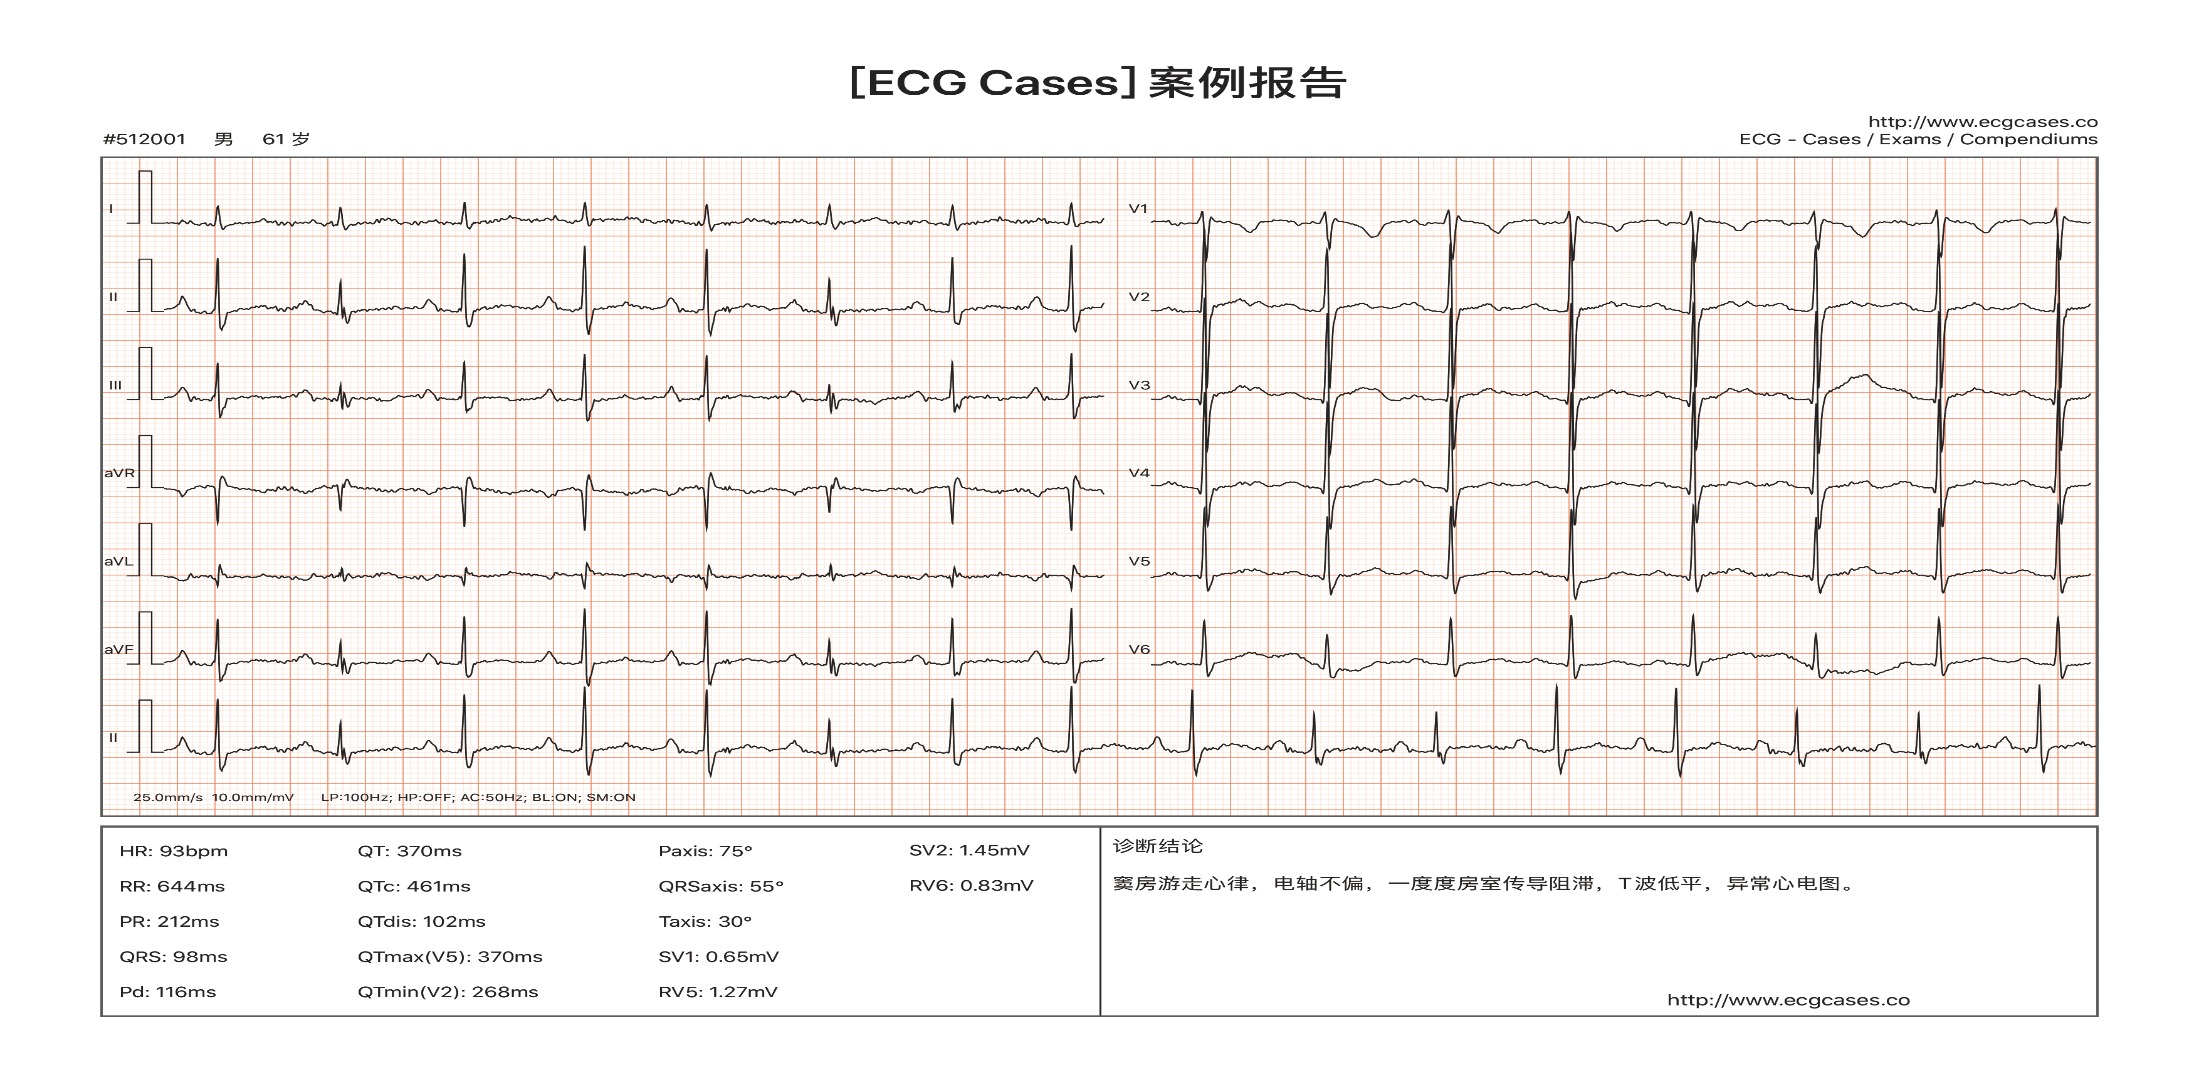 [ECG Cases] 案例报告
http://www.ecgcases.co
#512001 男 61 岁
ECG - Cases / Exams / Compendiums
I
V1
II
V2
III
V3
aVR
V4
aVL
V5
aVF
V6
II
25.0mm/s 10.0mm/mV LP:100Hz; HP:OFF; AC:50Hz; BL:ON; SM:ON
HR: 93bpm QT: 370ms Paxis: 75° SV2: 1.45mV
RR: 644ms QTc: 461ms QRSaxis: 55° RV6: 0.83mV
PR: 212ms QTdis: 102ms Taxis: 30°
QRS: 98ms QTmax(V5): 370ms SV1: 0.65mV
Pd: 116ms QTmin(V2): 268ms RV5: 1.27mV
诊断结论
窦房游走心律，电轴不偏，一度度房室传导阻滞，T波低平，异常心电图。
http://www.ecgcases.co